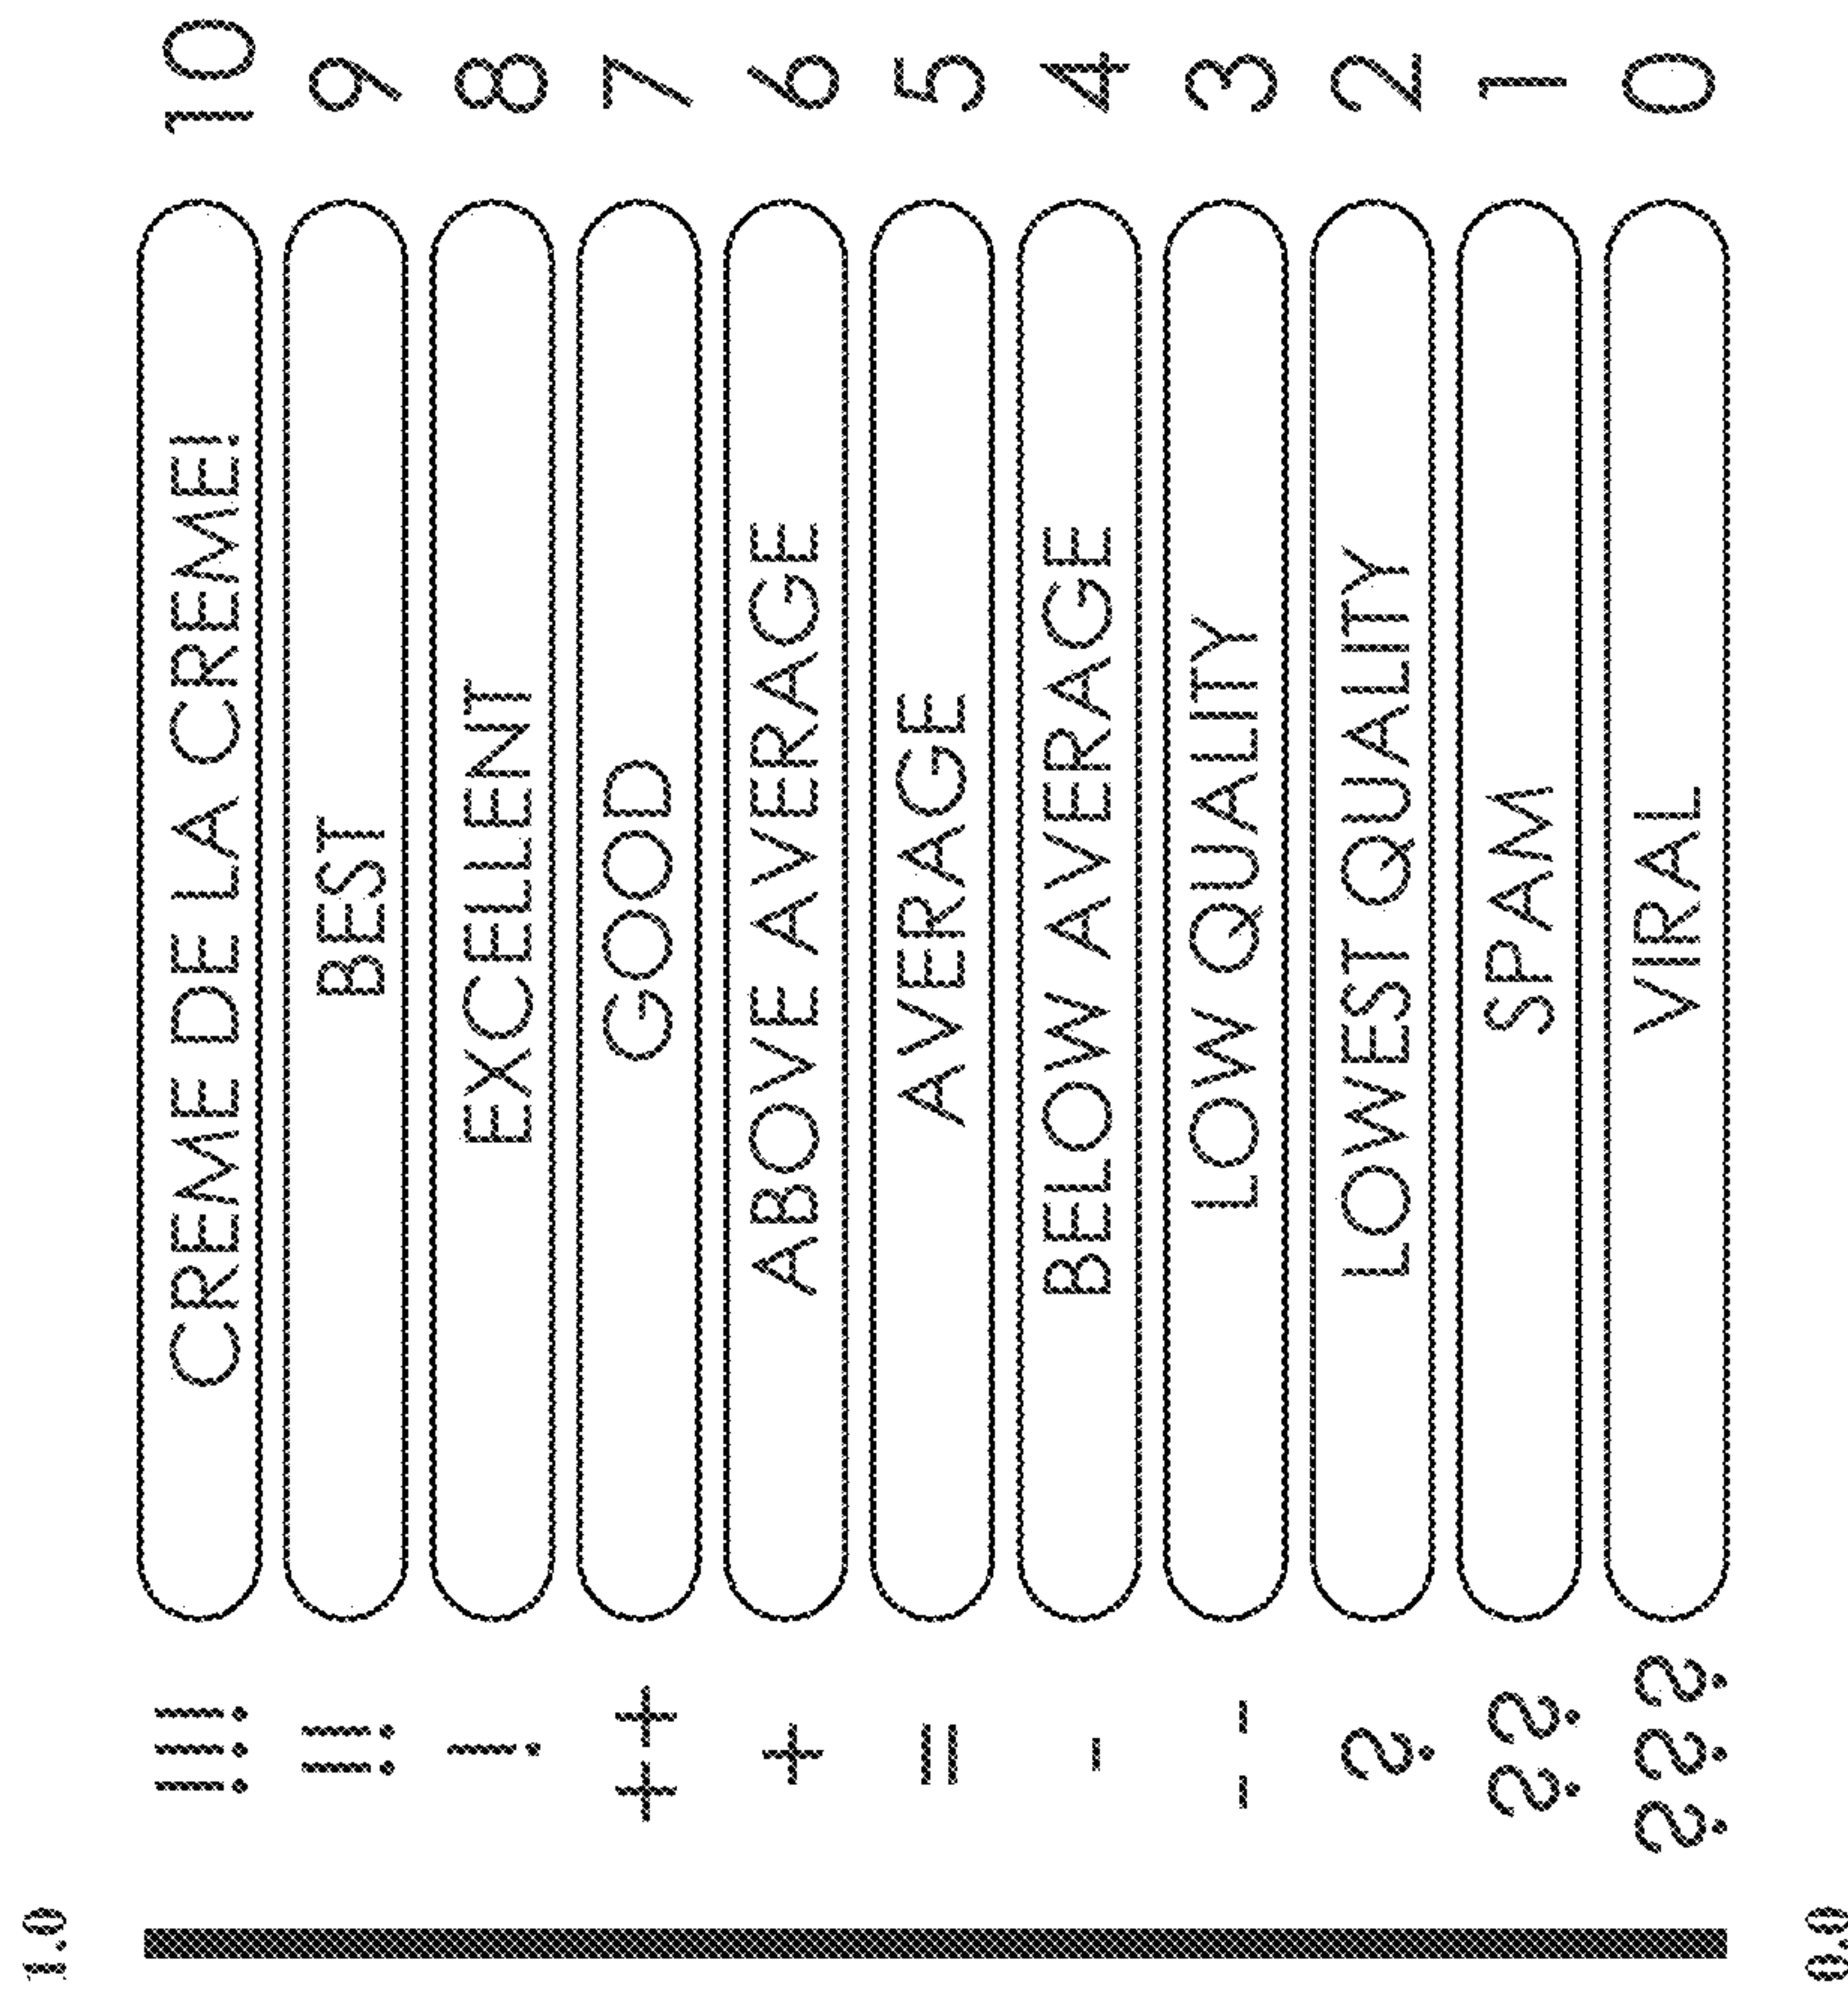 1.0
!!! CREME DE LA CREME! 10
!! BEST 9
! EXCELLENT 8
++ GOOD 7
+ ABOVE AVERAGE 6
= AVERAGE 5
- BELOW AVERAGE 4
-- LOW QUALITY 3
? LOWEST QUALITY 2
?? SPAM 1
??? VIRAL 0
0.0